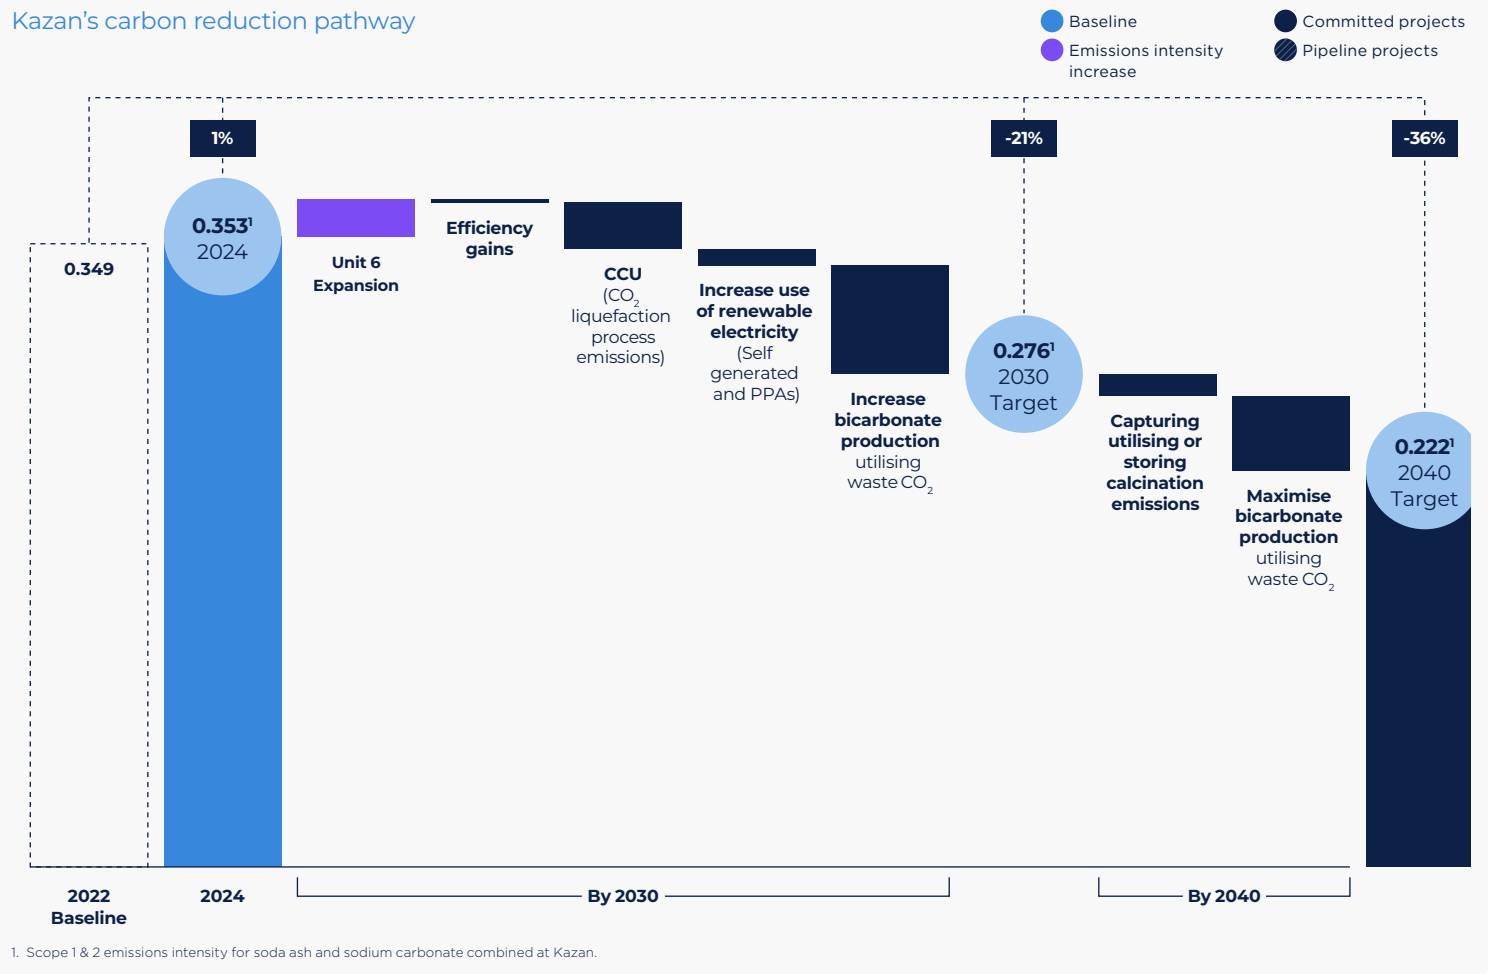 Kazan's carbon reduction pathway
Baseline
Emissions intensity
increase
Committed projects
Pipeline projects
1%
-21%
-36%
0.349
0.353¹
2024
Unit 6
Expansion
Efficiency
gains
CCU
(CO₂
liquefaction
process
emissions)
Increase use
of renewable
electricity
(Self
generated
and PPAs)
Increase
bicarbonate
production
utilising
waste CO₂
0.276¹
2030
Target
Capturing
utilising or
storing
calcination
emissions
Maximise
bicarbonate
production
utilising
waste CO₂
0.222¹
2040
Target
2022
Baseline
2024
By 2030
By 2040
1. Scope 1 & 2 emissions intensity for soda ash and sodium carbonate combined at Kazan.